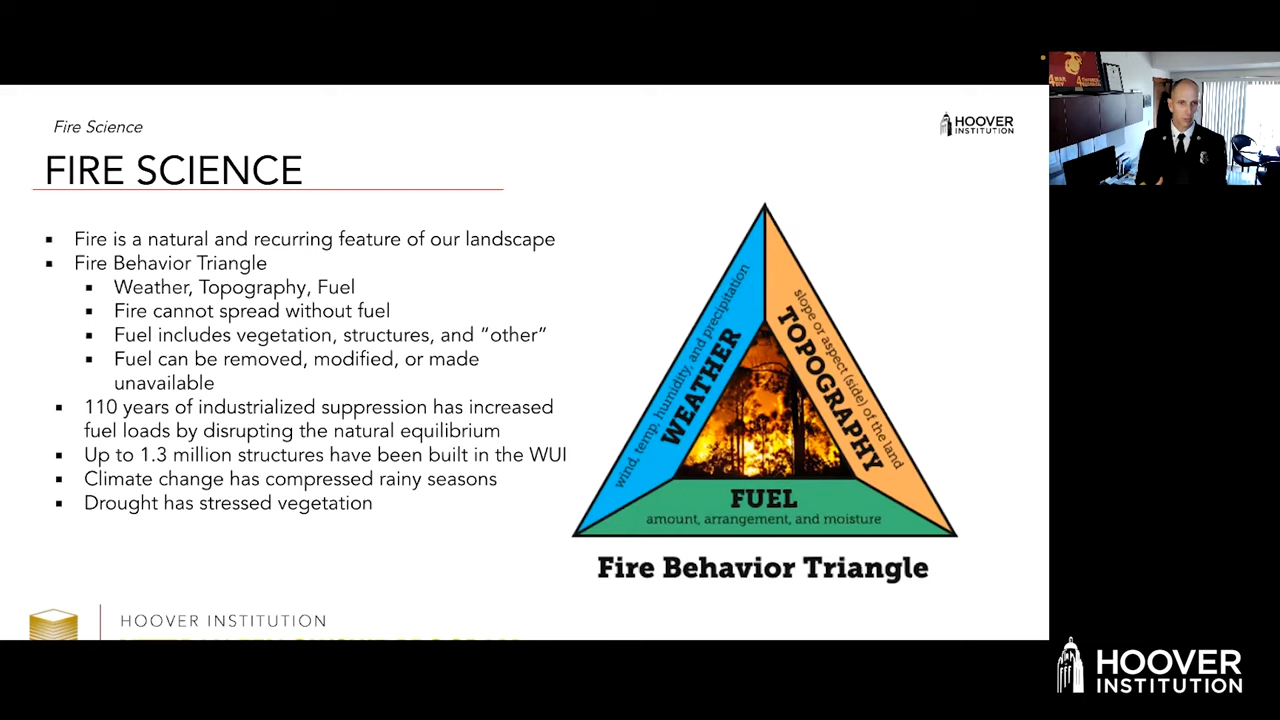 Fire Science
HOOVER
INSTITUTION
FIRE SCIENCE
▪ Fire is a natural and recurring feature of our landscape
▪ Fire Behavior Triangle
▪ Weather, Topography, Fuel
▪ Fire cannot spread without fuel
▪ Fuel includes vegetation, structures, and “other”
▪ Fuel can be removed, modified, or made
unavailable
▪ 110 years of industrialized suppression has increased
fuel loads by disrupting the natural equilibrium
▪ Up to 1.3 million structures have been built in the WUI
▪ Climate change has compressed rainy seasons
▪ Drought has stressed vegetation
wind, temp, humidity, and precipitation
WEATHER
slope or aspect (side) of the land
TOPOGRAPHY
FUEL
amount, arrangement, and moisture
Fire Behavior Triangle
HOOVER INSTITUTION
HOOVER
INSTITUTION